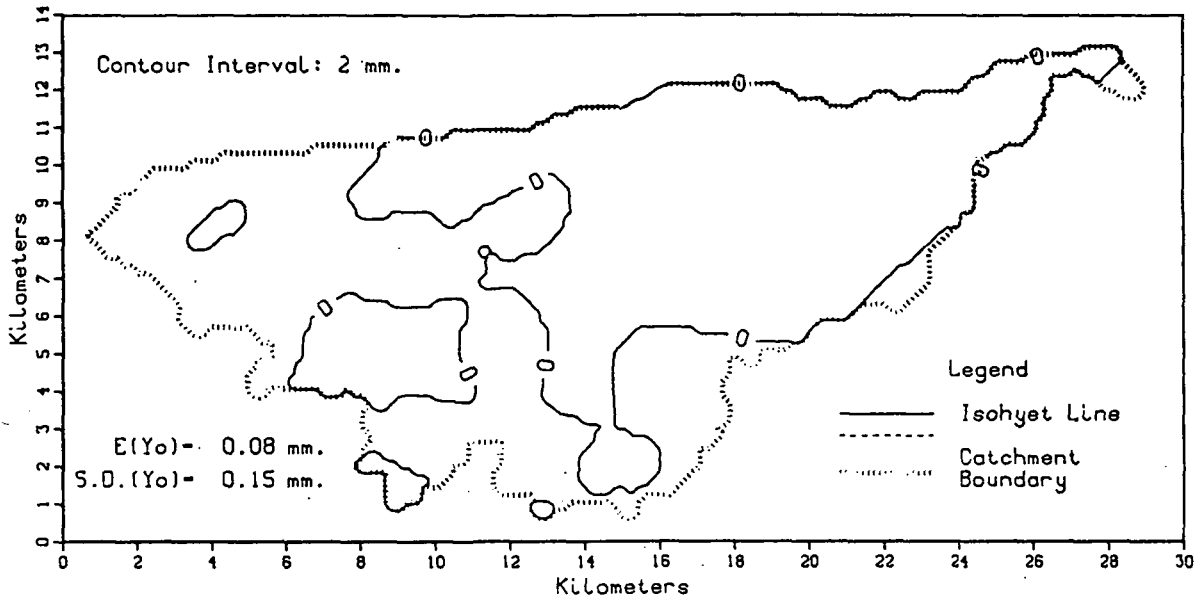 Contour Interval: 2 mm.
0
0
0
0
0
0
0
0
0
Legend
Isohyet Line
Catchment
Boundary
E(Yo)= 0.08 mm.
S.D.(Yo)= 0.15 mm.
14
13
12
11
10
9
8
7
6
5
4
3
2
1
0
Kilometers
0 2 4 6 8 10 12 14 16 18 20 22 24 26 28 30
Kilometers